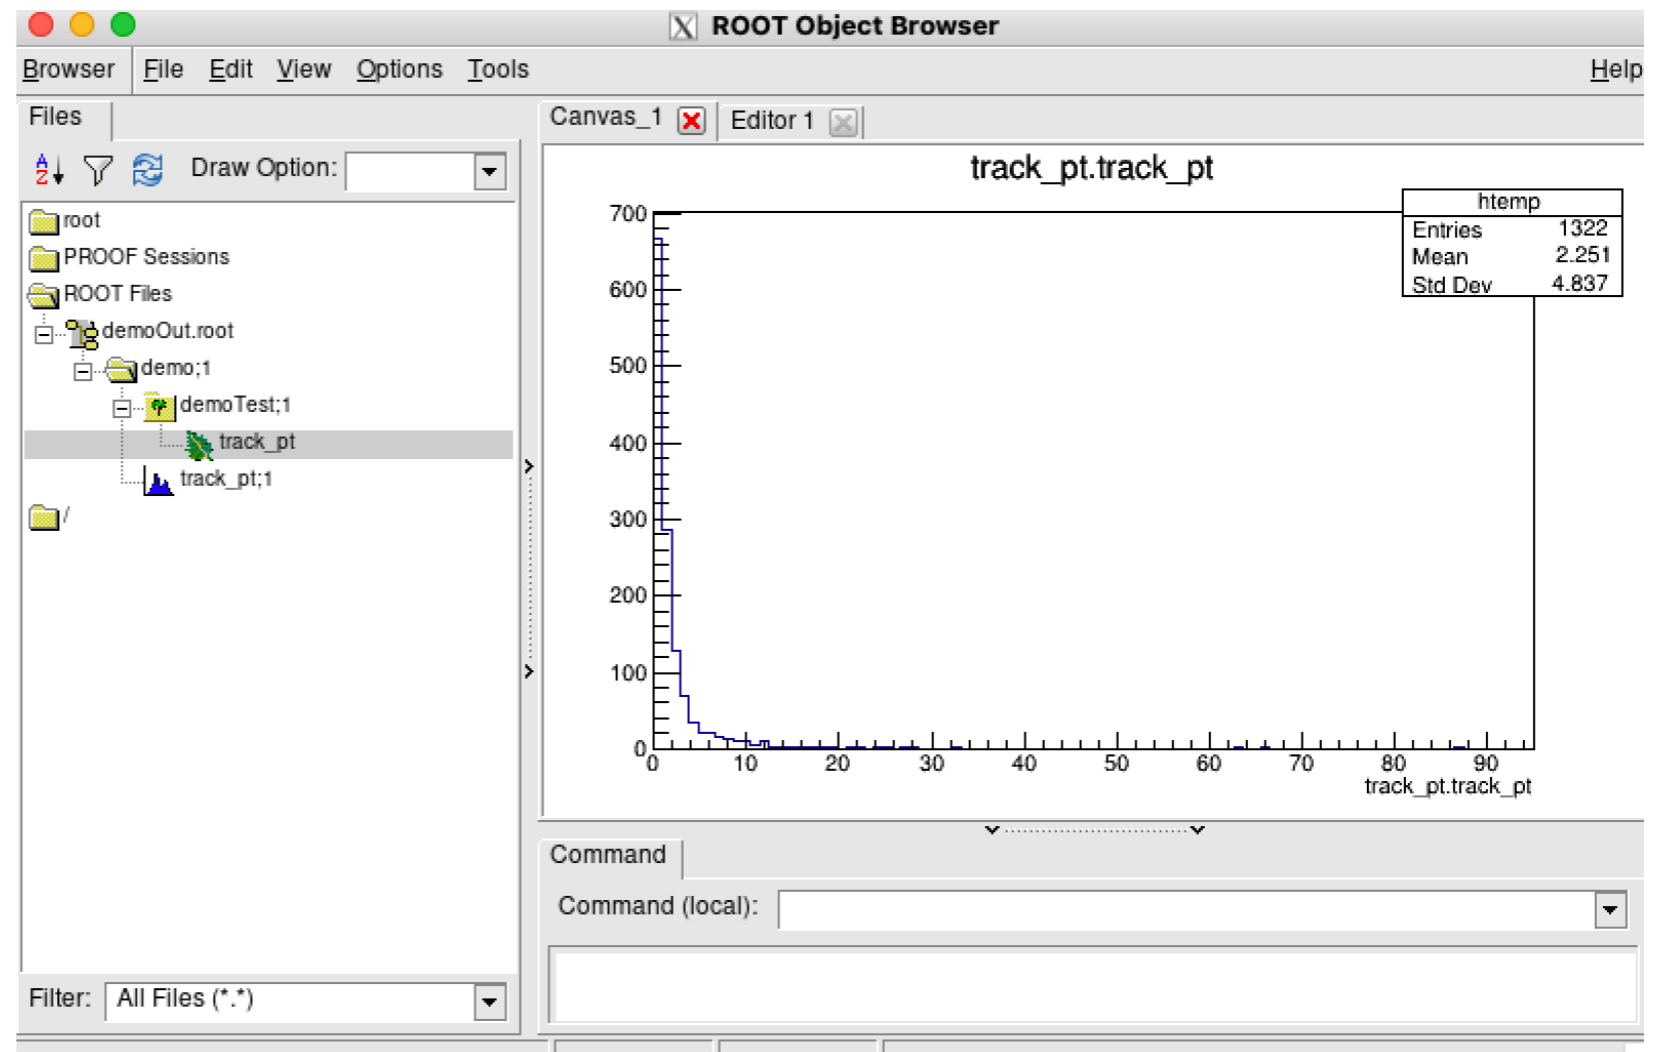 ROOT Object Browser
Browser File Edit View Options Tools Help
Files
Draw Option:
root
PROOF Sessions
ROOT Files
demoOut.root
demo;1
demoTest;1
track_pt
track_pt;1
/
Filter: All Files (*.*)
Canvas_1 Editor 1
track_pt.track_pt
htemp
Entries 1322
Mean 2.251
Std Dev 4.837
700
600
500
400
300
200
100
0
0 10 20 30 40 50 60 70 80 90
track_pt.track_pt
Command
Command (local):